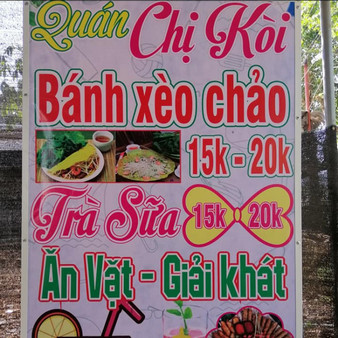 Quán Chị Kòi
Bánh xèo chảo
15k - 20k
Trà Sữa 15k 20k
Ăn Vặt - Giải khát